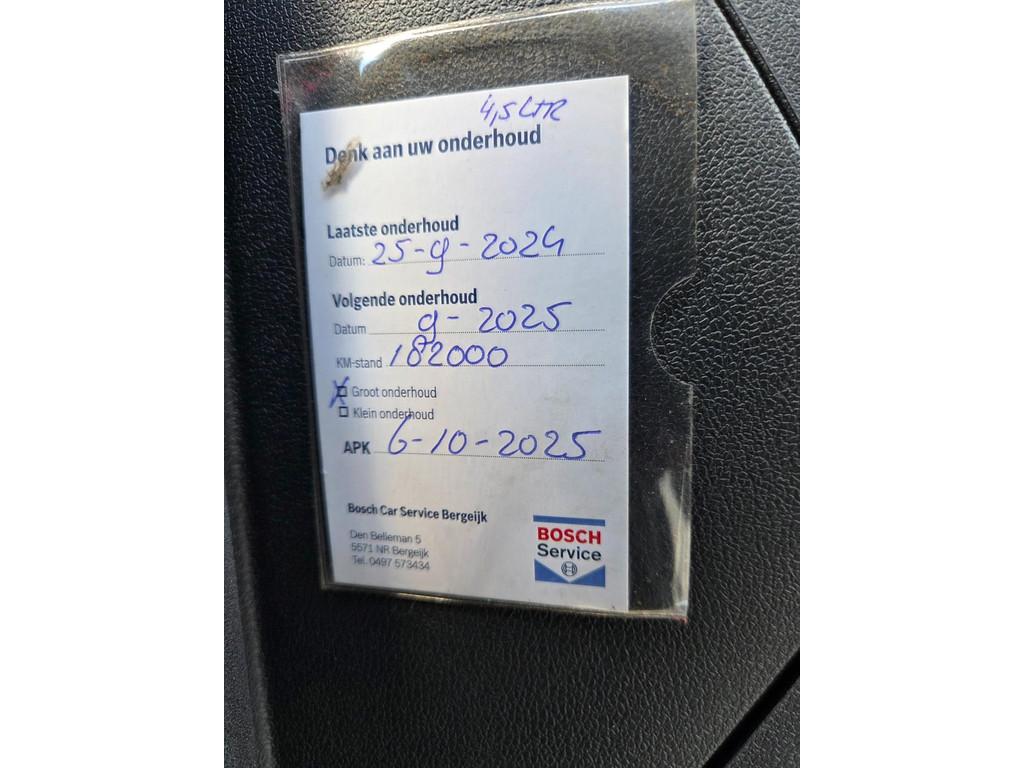 4,5 LTR
Denk aan uw onderhoud
Laatste onderhoud
Datum: 25-9-2024
Volgende onderhoud
Datum 9-2025
KM-stand 182000
X Groot onderhoud
Klein onderhoud
APK 6-10-2025
Bosch Car Service Bergeijk
Den Belleman 5
5571 NR Bergeijk
Tel. 0497 573434
BOSCH
Service